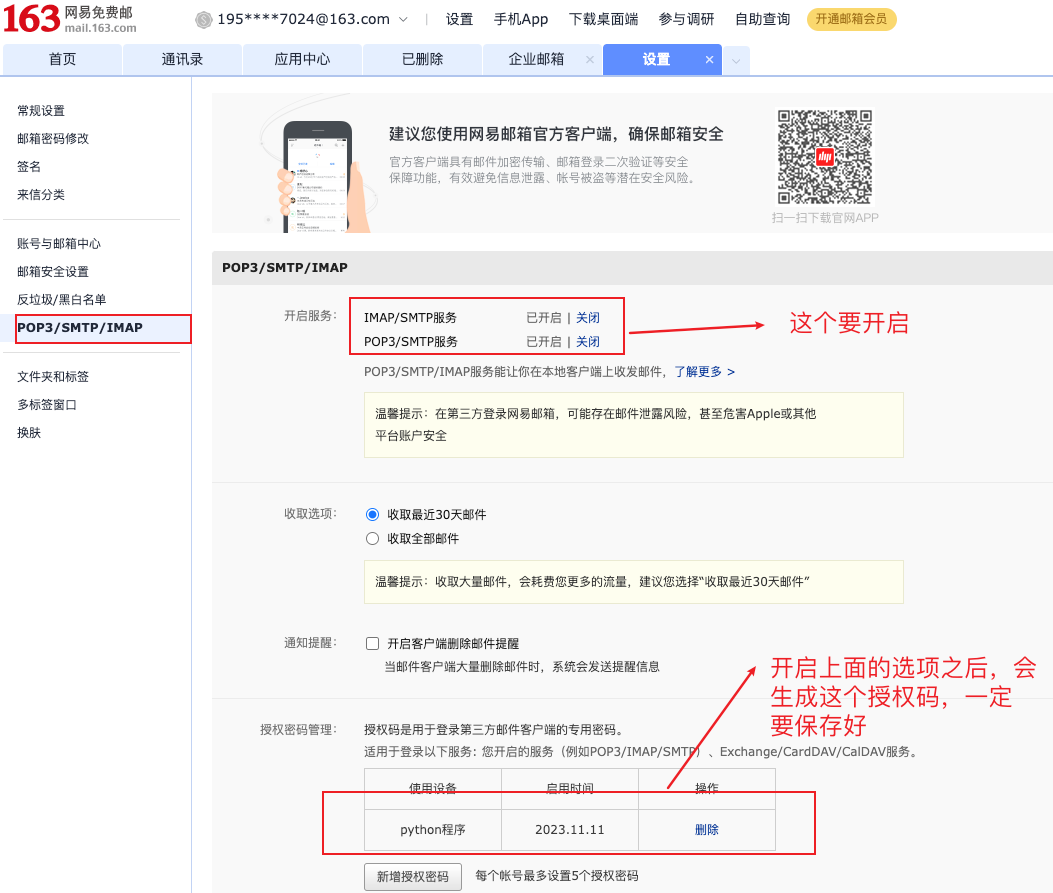 163 网易免费邮
mail.163.com
195****7024@163.com
设置
手机App
下载桌面端
参与调研
自助查询
开通邮箱会员
首页
通讯录
应用中心
已删除
企业邮箱 ×
设置 ×
常规设置
邮箱密码修改
签名
来信分类
账号与邮箱中心
邮箱安全设置
反垃圾/黑白名单
POP3/SMTP/IMAP
文件夹和标签
多标签窗口
换肤
建议您使用网易邮箱官方客户端，确保邮箱安全
官方客户端具有邮件加密传输、邮箱登录二次验证等安全
保障功能，有效避免信息泄露、帐号被盗等潜在安全风险。
扫一扫下载官网APP
POP3/SMTP/IMAP
开启服务：
IMAP/SMTP服务 已开启 | 关闭
POP3/SMTP服务 已开启 | 关闭
这个要开启
POP3/SMTP/IMAP服务能让你在本地客户端上收发邮件，了解更多 >
温馨提示：在第三方登录网易邮箱，可能存在邮件泄露风险，甚至危害Apple或其他
平台账户安全
收取选项：
收取最近30天邮件
收取全部邮件
温馨提示：收取大量邮件，会耗费您更多的流量，建议您选择“收取最近30天邮件”
通知提醒：
开启客户端删除邮件提醒
当邮件客户端大量删除邮件时，系统会发送提醒信息
开启上面的选项之后，会
生成这个授权码，一定
要保存好
授权密码管理：
授权码是用于登录第三方邮件客户端的专用密码。
适用于登录以下服务：您开启的服务（例如POP3/IMAP/SMTP）、Exchange/CardDAV/CalDAV服务。
使用设备 启用时间 操作
python程序 2023.11.11 删除
新增授权密码 每个帐号最多设置5个授权密码